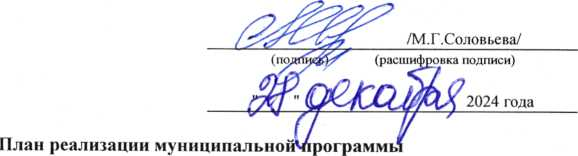 /М.Г.Соловьева/
(подпись) (расшифровка подписи)
"28" декабря 2024 года
План реализации муниципальной программы